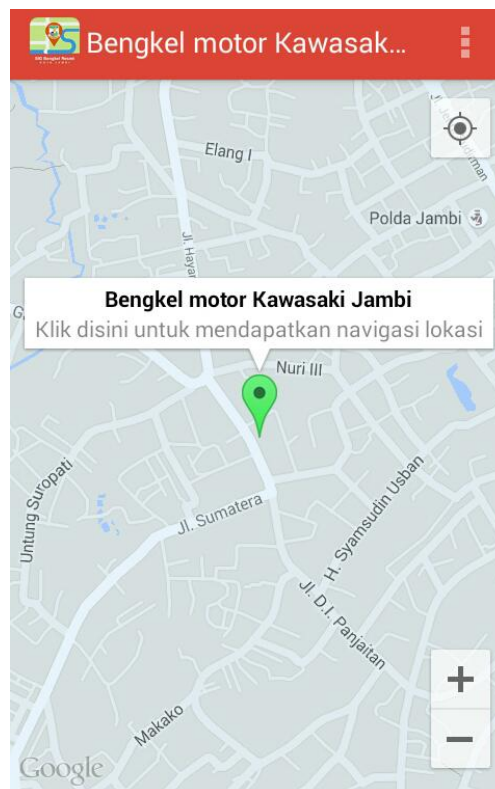 Bengkel motor Kawasak...
Elang I
Polda Jambi
Jl. Hayam
Bengkel motor Kawasaki Jambi
Klik disini untuk mendapatkan navigasi lokasi
Nuri III
Untung Suropati
Jl. Sumatera
H. Syamsudin Usban
Jl. D.I. Panjaitan
Makako
+
−
Google